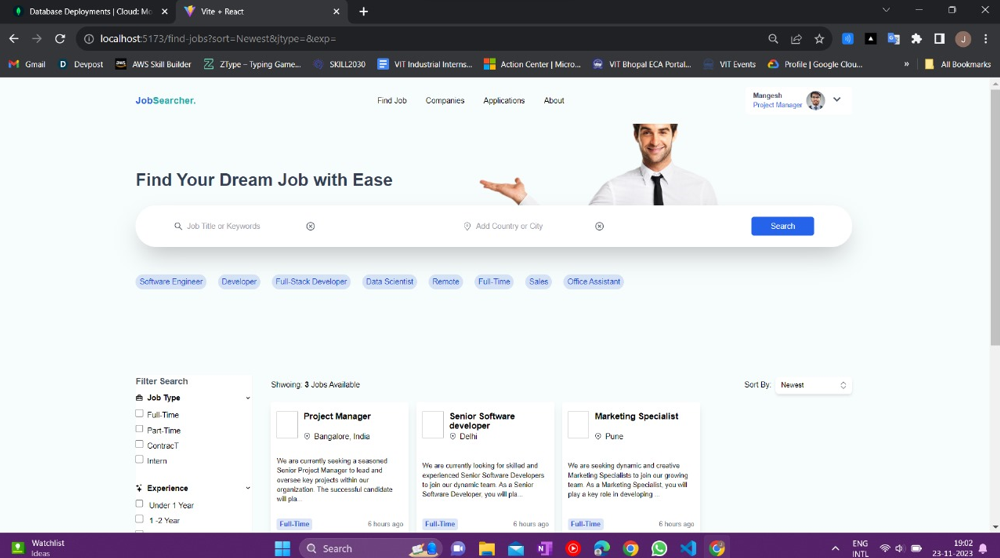 Database Deployments | Cloud: Mo
Vite + React
localhost:5173/find-jobs?sort=Newest&jtype=&exp=
J
Gmail
Devpost
AWS Skill Builder
ZType – Typing Game...
SKILL2030
VIT Industrial Interns...
Action Center | Micro...
VIT Bhopal ECA Portal...
VIT Events
Profile | Google Clou...
»
All Bookmarks
JobSearcher.
Find Job
Companies
Applications
About
Mangesh
Project Manager
Find Your Dream Job with Ease
Job Title or Keywords
Add Country or City
Search
Software Engineer
Developer
Full-Stack Developer
Data Scientist
Remote
Full-Time
Sales
Office Assistant
Filter Search
Job Type
Full-Time
Part-Time
ContracT
Intern
Experience
Under 1 Year
1 -2 Year
Shwoing: 3 Jobs Available
Sort By:
Newest
Project Manager
Bangalore, India
We are currently seeking a seasoned
Senior Project Manager to lead and
oversee key projects within our
organization. The successful candidate
will pla...
Full-Time
6 hours ago
Senior Software
developer
Delhi
We are currently looking for skilled and
experienced Senior Software Developers
to join our dynamic team. As a Senior
Software Developer, you will pla...
Full-Time
6 hours ago
Marketing Specialist
Pune
We are seeking dynamic and creative
Marketing Specialists to join our growing
team. As a Marketing Specialist, you will
play a key role in developing ...
Full-Time
6 hours ago
Watchlist
Ideas
Search
ENG
INTL
19:02
23-11-2023